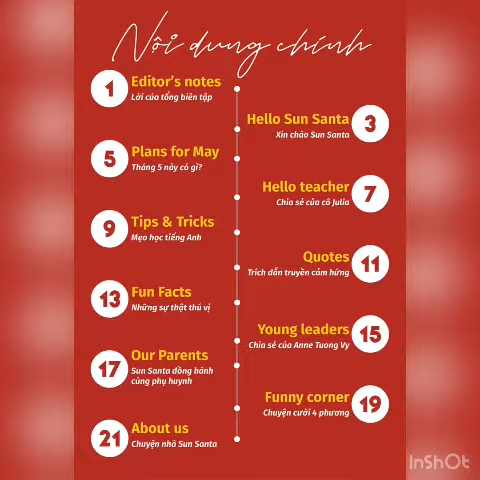 Nội dung chính
1
Editor's notes
Lời của tổng biên tập
Hello Sun Santa
3
Xin chào Sun Santa
5
Plans for May
Tháng 5 này có gì?
Hello teacher
7
Chia sẻ của cô Julia
9
Tips & Tricks
Mẹo học tiếng Anh
Quotes
11
Trích dẫn truyền cảm hứng
13
Fun Facts
Những sự thật thú vị
Young leaders
15
Chia sẻ của Anne Tuong Vy
17
Our Parents
Sun Santa đồng hành
cùng phụ huynh
Funny corner
19
Chuyện cười 4 phương
21
About us
Chuyện nhà Sun Santa
InShOt